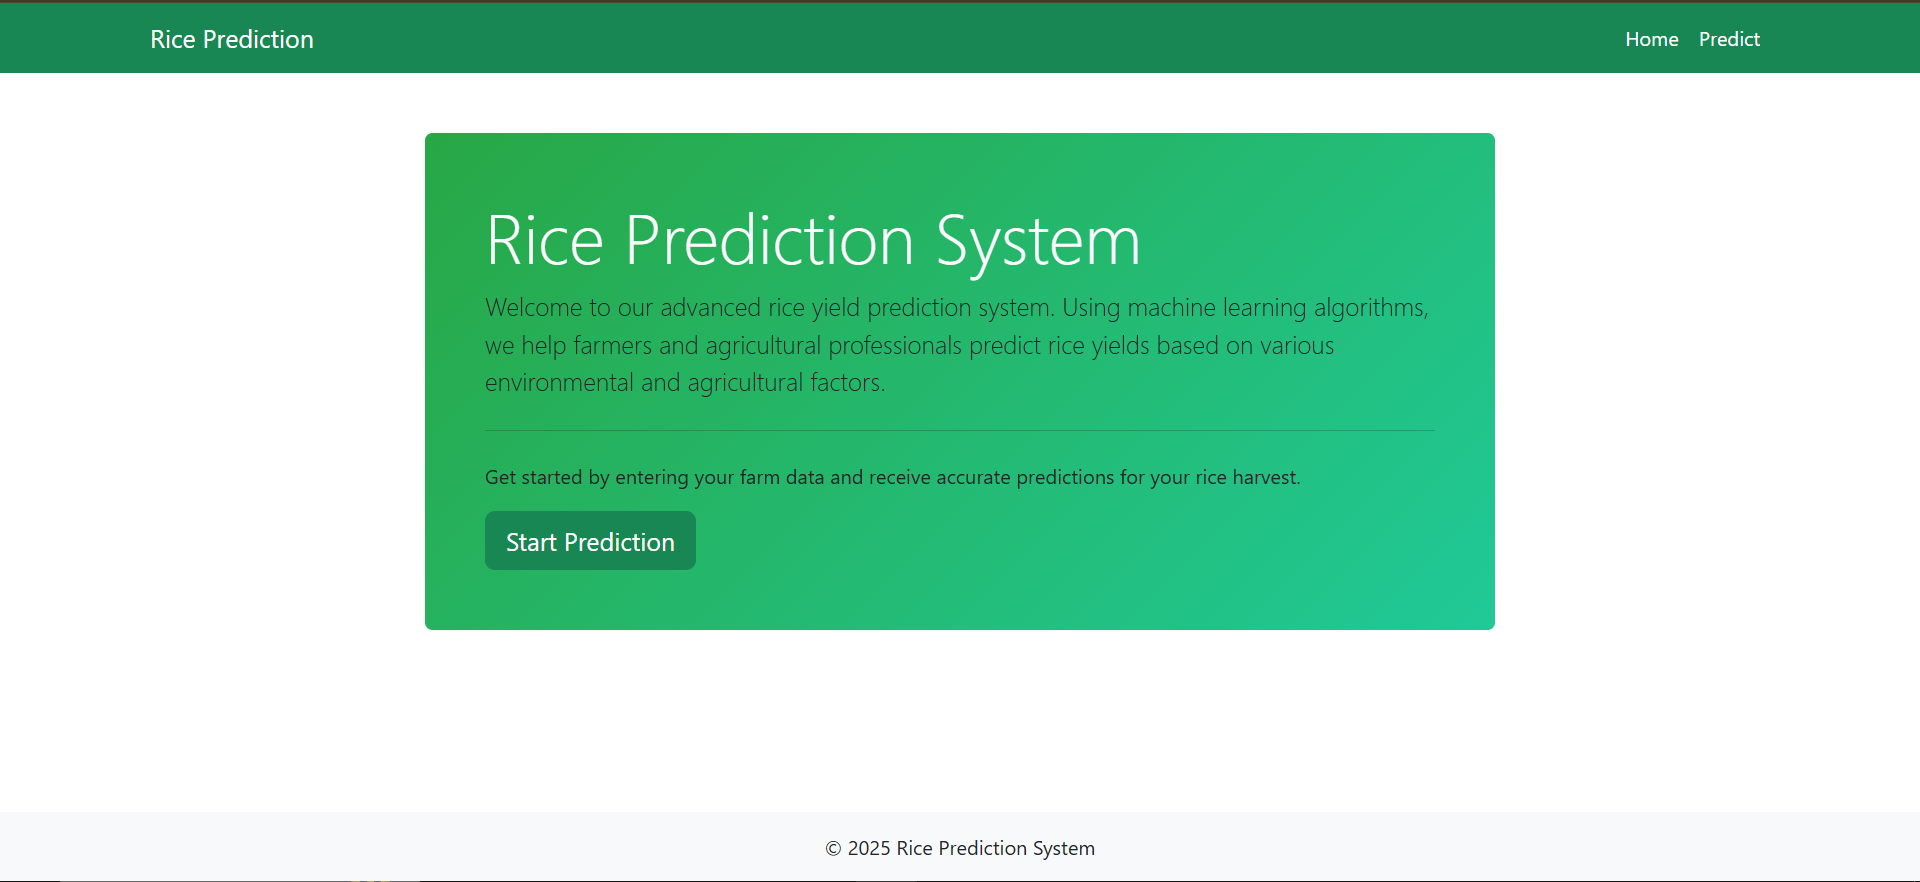 Rice Prediction
Home Predict
Rice Prediction System
Welcome to our advanced rice yield prediction system. Using machine learning algorithms,
we help farmers and agricultural professionals predict rice yields based on various
environmental and agricultural factors.
Get started by entering your farm data and receive accurate predictions for your rice harvest.
Start Prediction
© 2025 Rice Prediction System